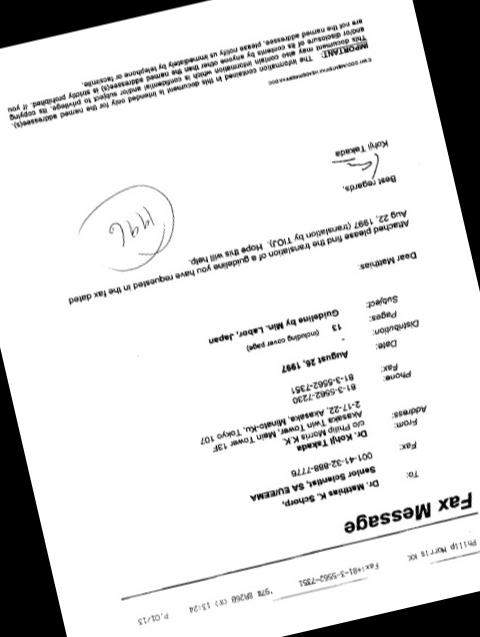 Philip Morris KK Fax:+81-3-5562-7351 '97年 8月26日 (火) 13:24 P.01/13
Fax Message
To: Dr. Matthias K. Schorp,
Senior Scientist, SA EU/EEMA
Fax: 001-41-32-888-7776
From: Dr. Kohji Takada
c/o Philip Morris K.K.
Address: Akasaka Twin Tower, Main Tower 13F
2-17-22, Akasaka, Minato-Ku, Tokyo 107
Phone: 81-3-5562-7230
Fax: 81-3-5562-7351
Date: August 26, 1997
Distribution: -
Pages: 13 (including cover page)
Subject: Guideline by Min. Labor, Japan
Dear Matthias:
Attached please find the translation of a guideline you have requested in the fax dated
Aug 22, 1997 (translation by TIOJ). Hope this will help.
1996
Best regards,
Kohji Takada
IMPORTANT: The information contained in this document is intended only for the named addressee(s).
This document may also contain information which is confidential and/or subject to privilege. Its copying
and/or disclosure of its contents by anyone other than the named addressee(s) is strictly prohibited. If you
are not the named addressee, please notify us immediately by telephone or facsimile.